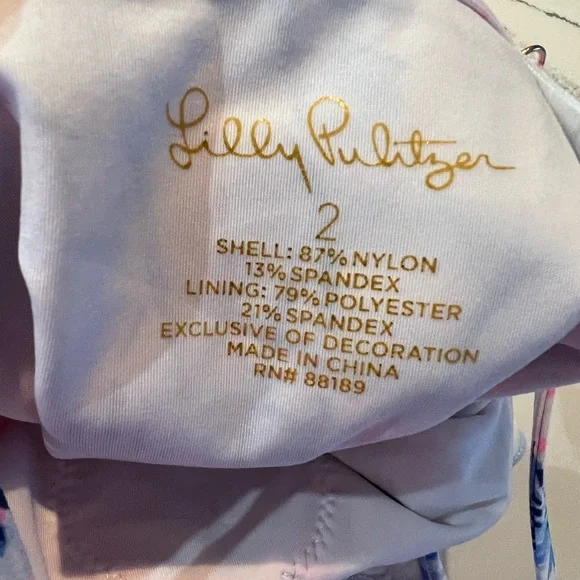 Lilly Pulitzer
2
SHELL: 87% NYLON
13% SPANDEX
LINING: 79% POLYESTER
21% SPANDEX
EXCLUSIVE OF DECORATION
MADE IN CHINA
RN# 88189